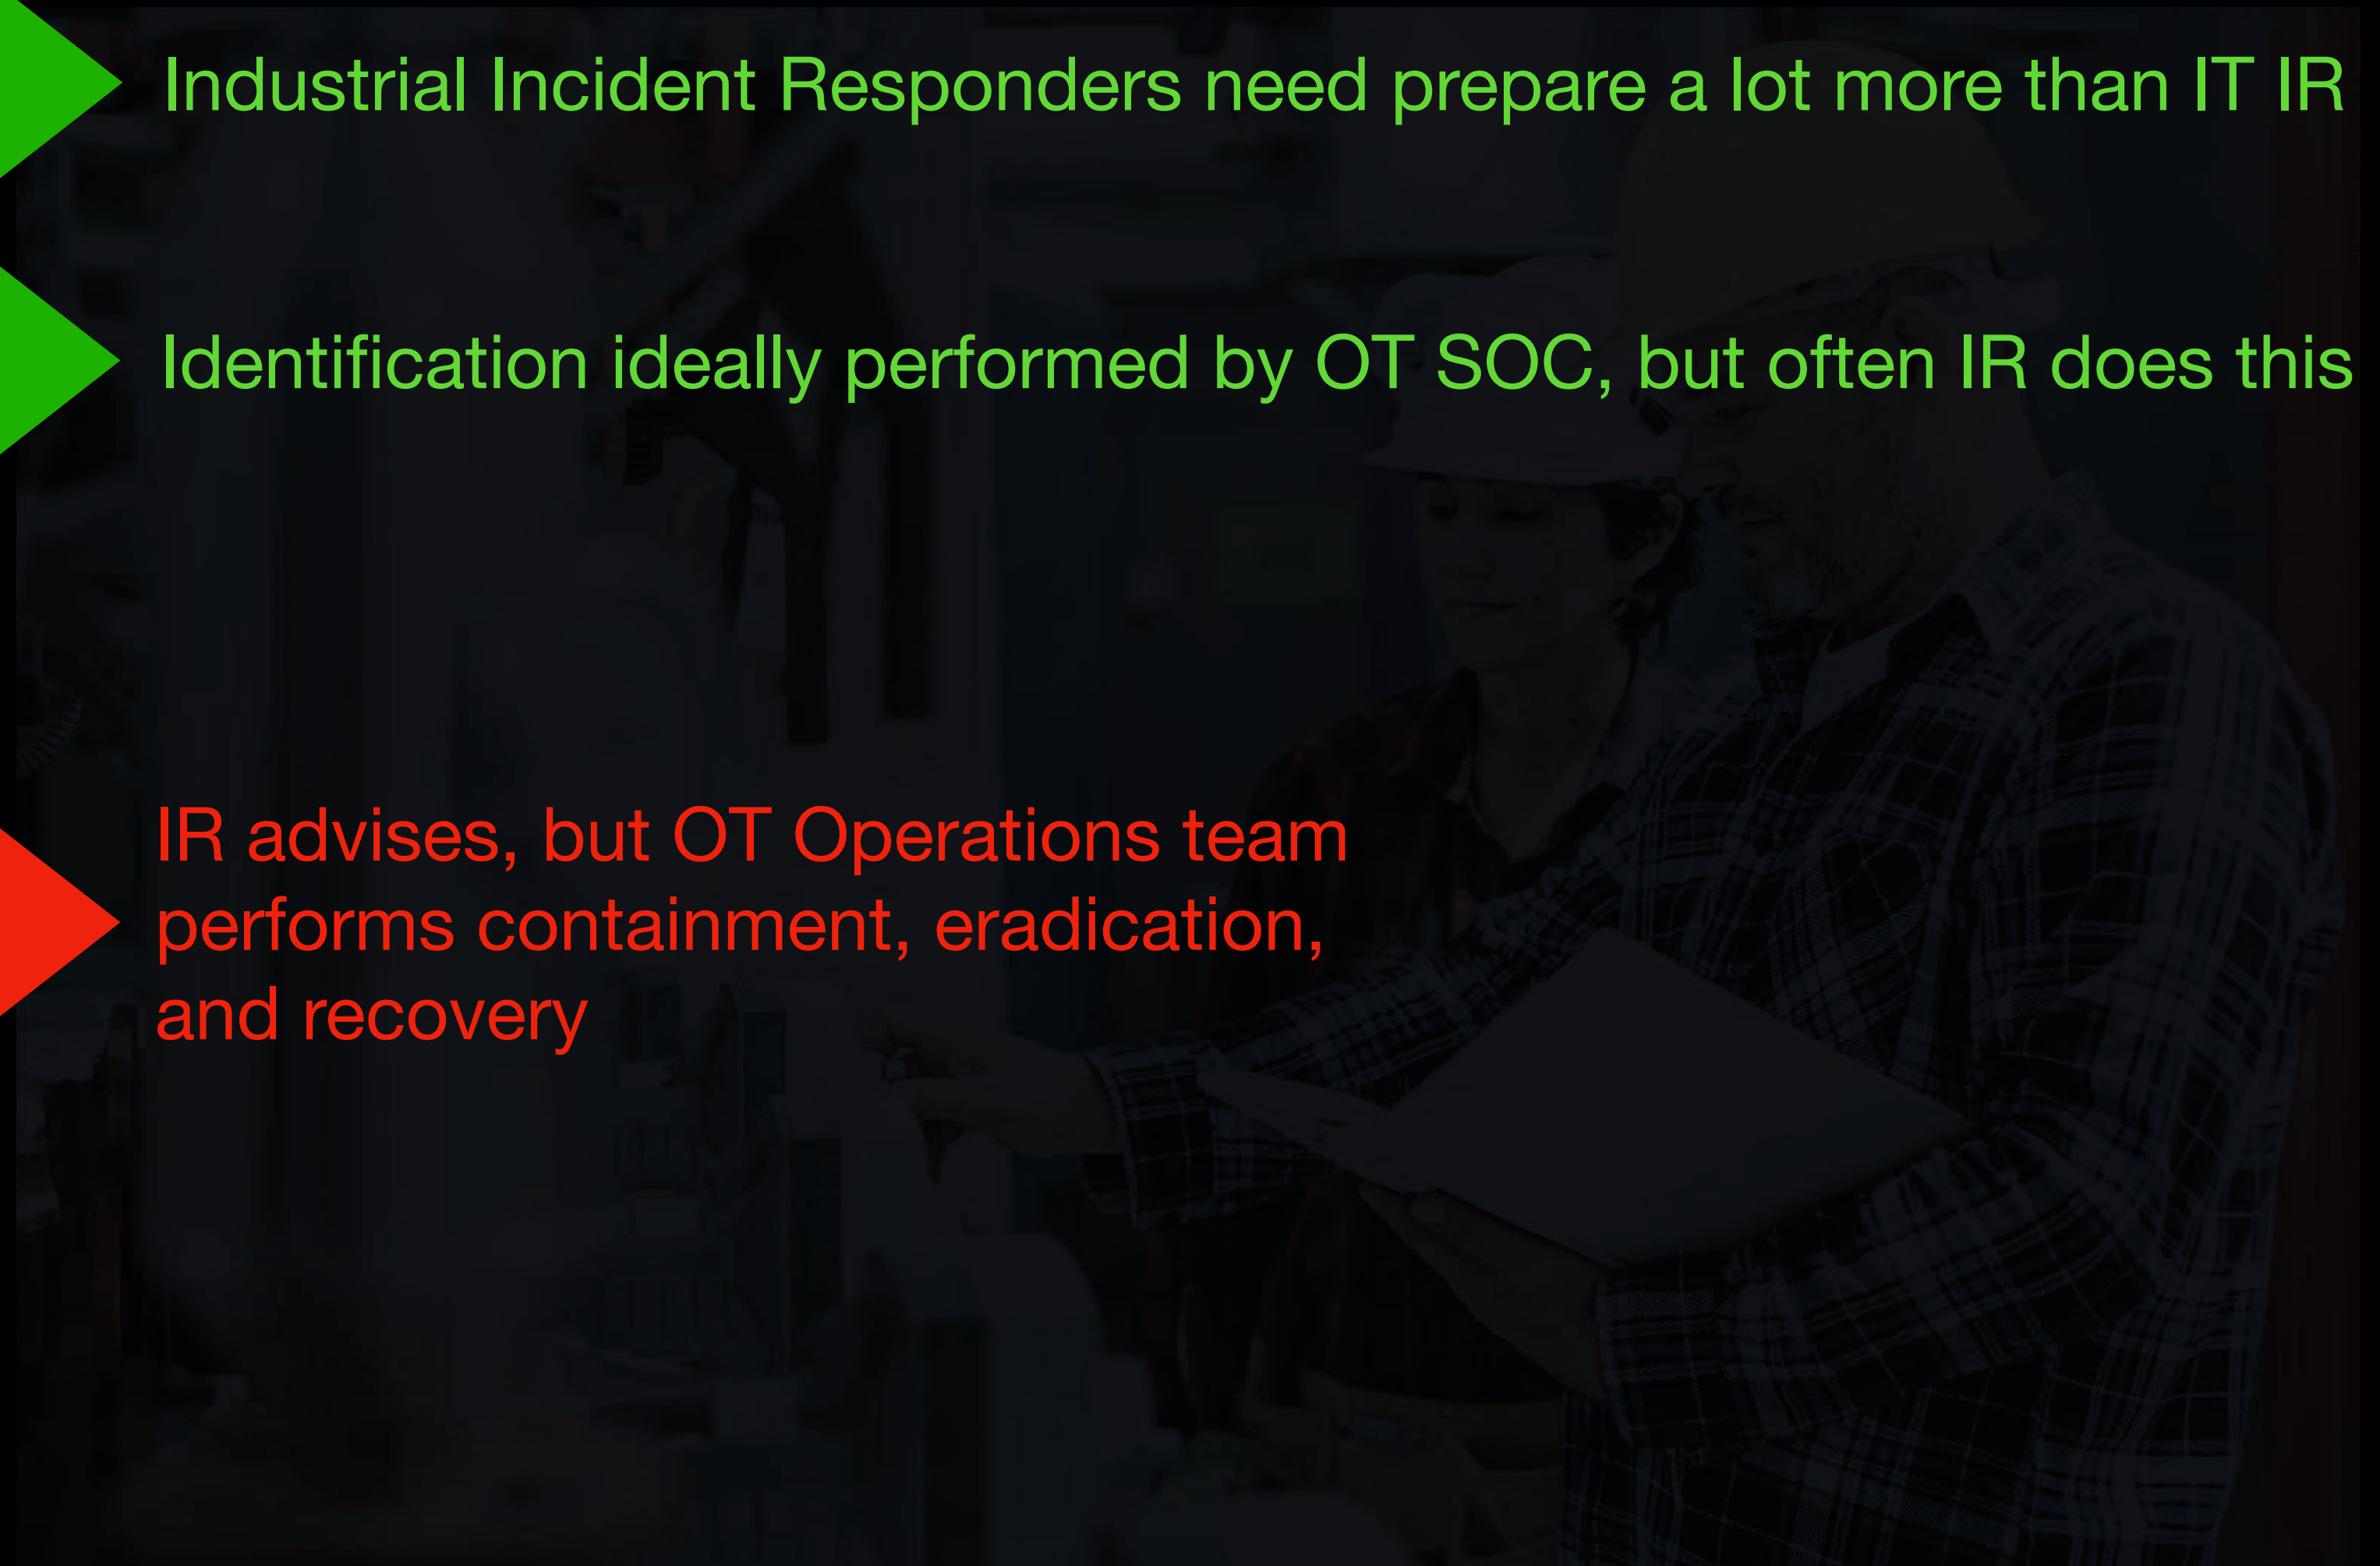 Industrial Incident Responders need prepare a lot more than IT IR
Identification ideally performed by OT SOC, but often IR does this
IR advises, but OT Operations team
performs containment, eradication,
and recovery